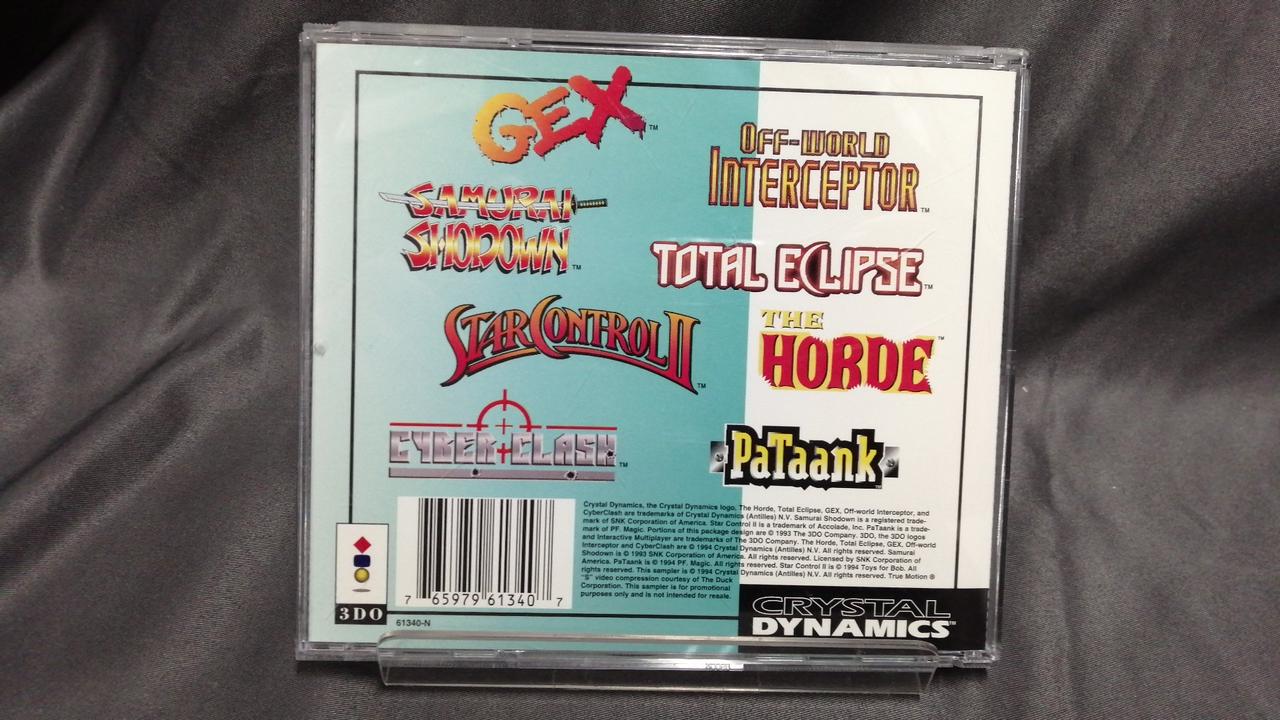 GEX™
OFF-WORLD
INTERCEPTOR™
SAMURAI
SHODOWN™
TOTAL ECLIPSE™
STAR CONTROL II™
THE
HORDE™
CYBER CLASH™
PaTaank™
Crystal Dynamics, the Crystal Dynamics logo, The Horde, Total Eclipse, GEX, Off-world Interceptor, and
CyberClash are trademarks of Crystal Dynamics (Antilles) N.V. Samurai Shodown is a registered trade-
mark of SNK Corporation of America. Star Control II is a trademark of Accolade, Inc. PaTaank is a trade-
mark of PF. Magic. Portions of this package design are © 1993 The 3DO Company. 3DO, the 3DO logos
and Interactive Multiplayer are trademarks of The 3DO Company. The Horde, Total Eclipse, GEX, Off-world
Interceptor and CyberClash are © 1994 Crystal Dynamics (Antilles) N.V. All rights reserved. Samurai
Shodown is © 1993 SNK Corporation of America. All rights reserved. Licensed by SNK Corporation of
America. PaTaank is © 1994 PF. Magic. All rights reserved. Star Control II is © 1994 Toys for Bob. All
rights reserved. This sampler is © 1994 Crystal Dynamics (Antilles) N.V. All rights reserved. True Motion ®
"S" video compression courtesy of The Duck
Corporation. This sampler is for promotional
purposes only and is not intended for resale.
7 65979 61340 7
3DO
61340-N
CRYSTAL
DYNAMICS™